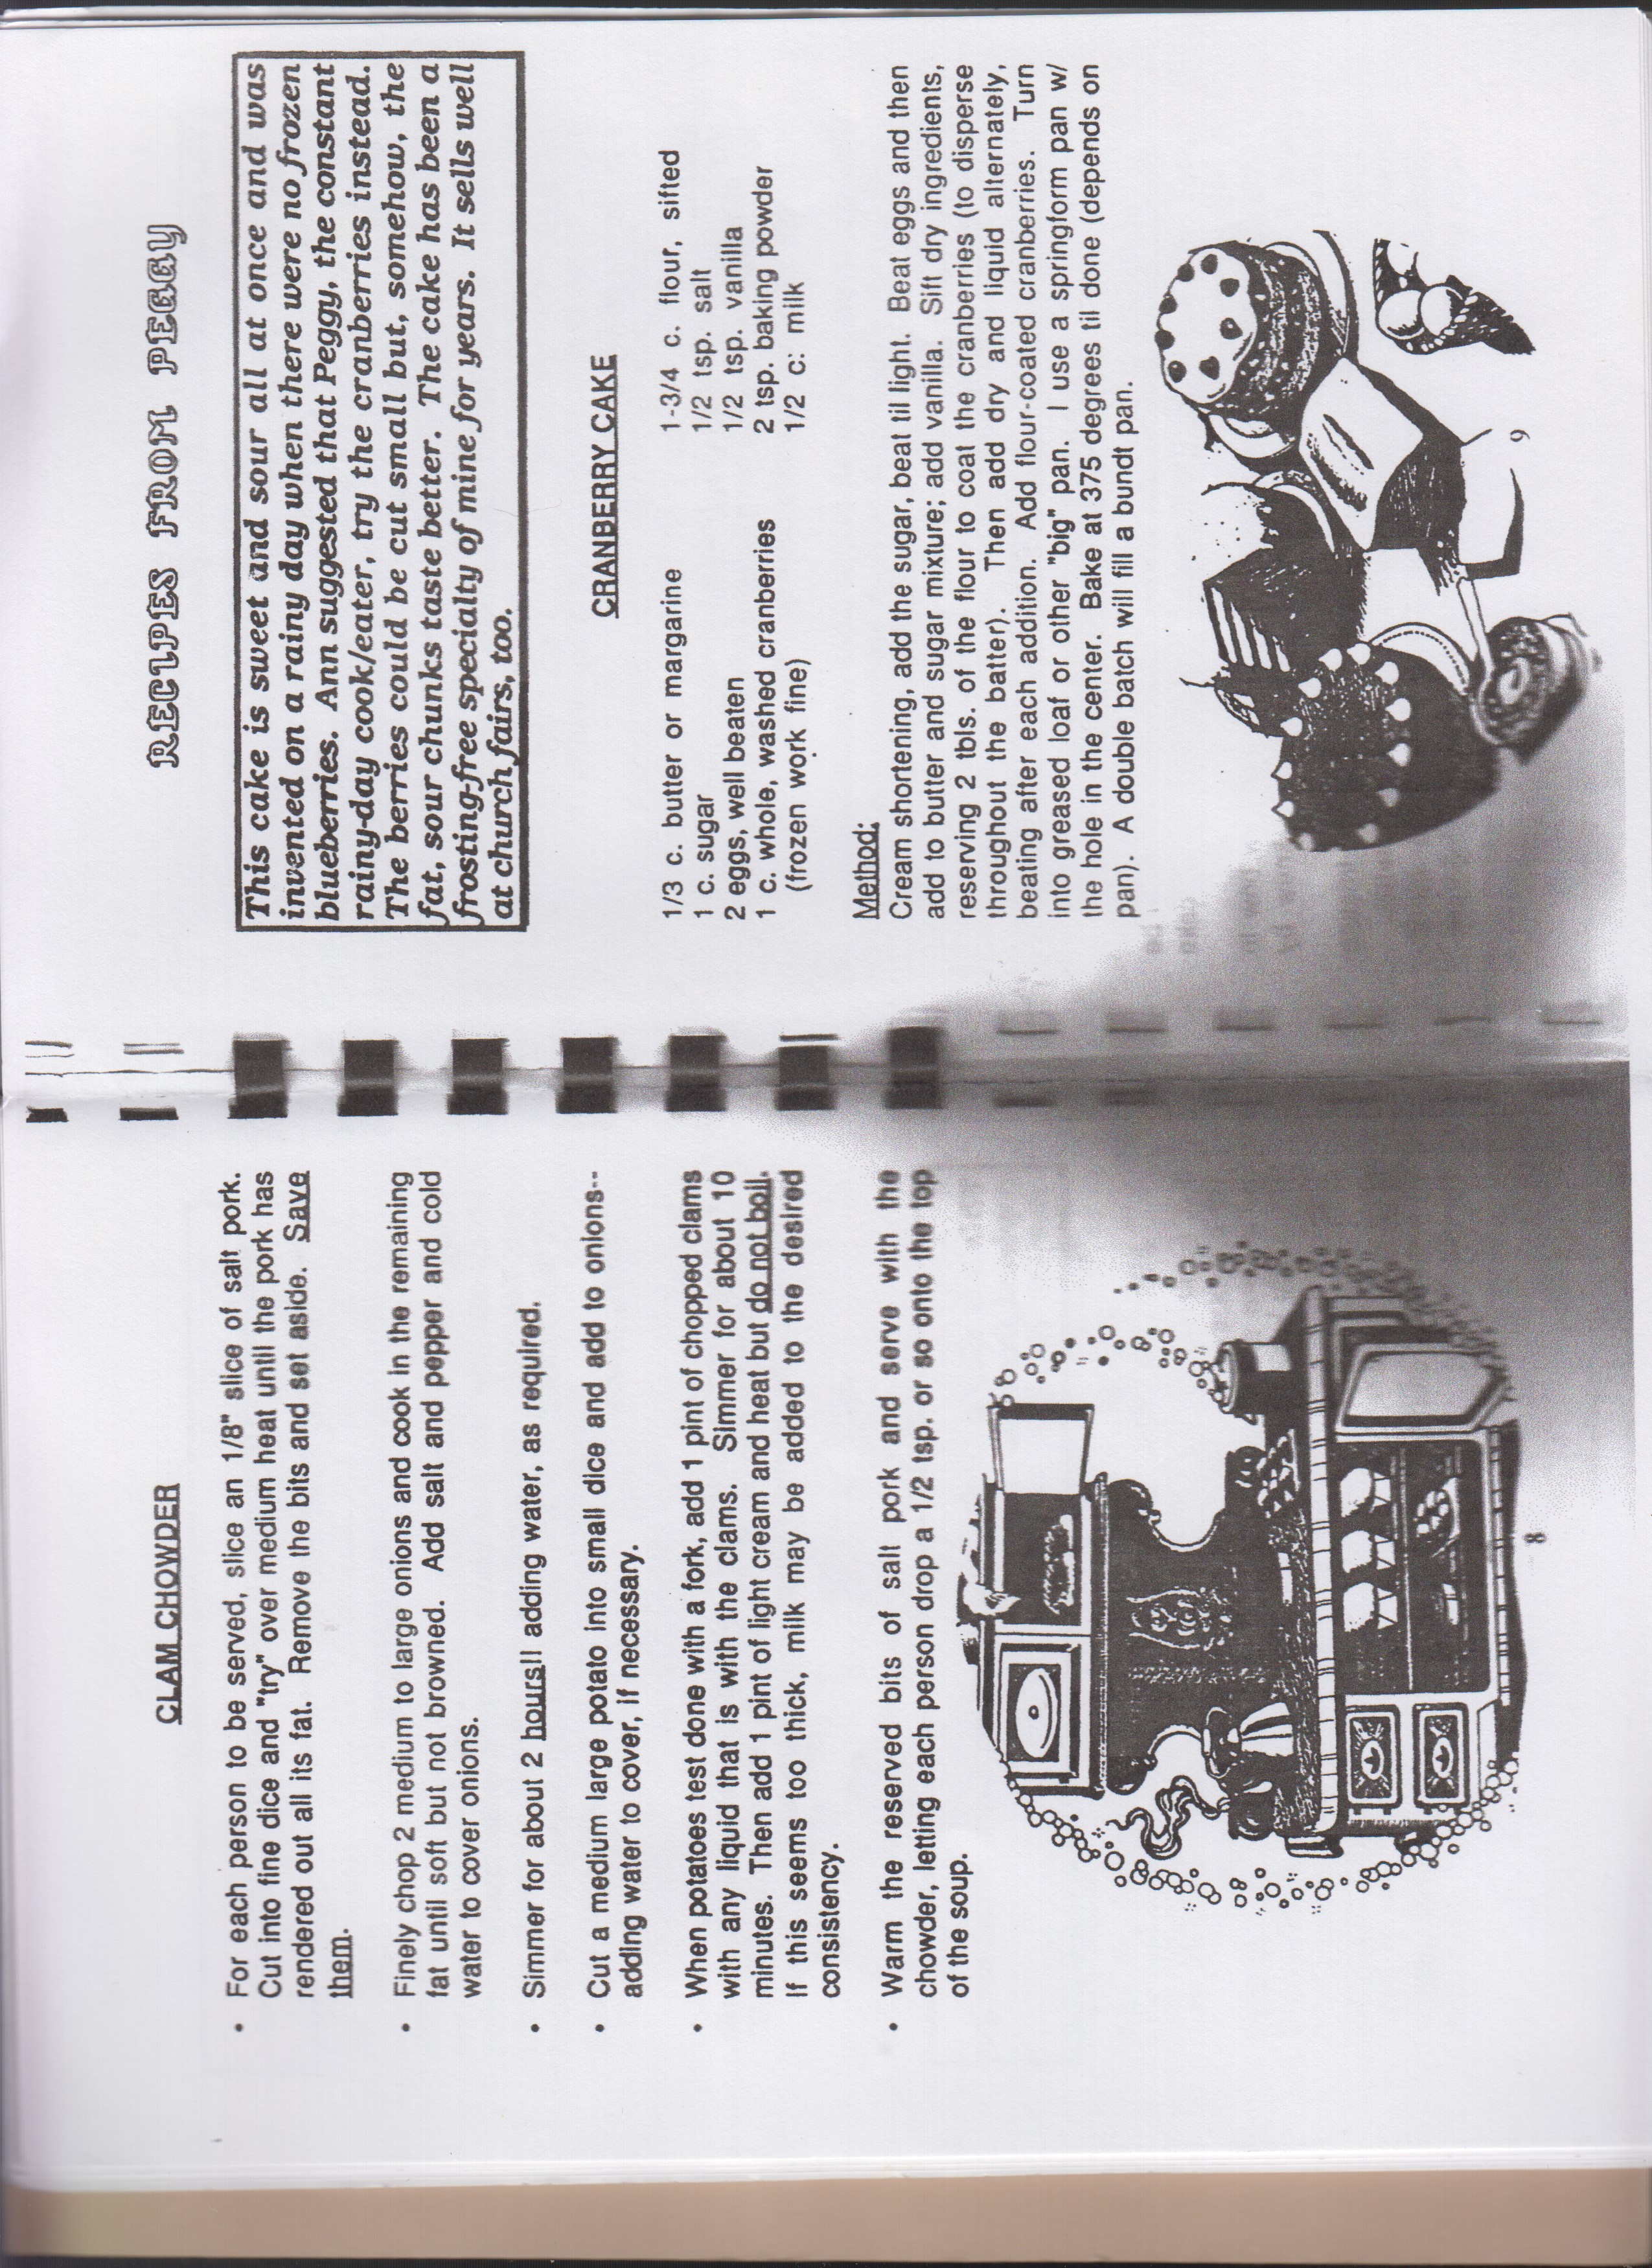 CLAM CHOWDER
• For each person to be served, slice an 1/8" slice of salt pork.
Cut into fine dice and "try" over medium heat until the pork has
rendered out all its fat. Remove the bits and set aside. Save
them.
• Finely chop 2 medium to large onions and cook in the remaining
fat until soft but not browned. Add salt and pepper and cold
water to cover onions.
• Simmer for about 2 hours!! adding water, as required.
• Cut a medium large potato into small dice and add to onions--
adding water to cover, if necessary.
• When potatoes test done with a fork, add 1 pint of chopped clams
with any liquid that is with the clams. Simmer for about 10
minutes. Then add 1 pint of light cream and heat but do not boil.
If this seems too thick, milk may be added to the desired
consistency.
• Warm the reserved bits of salt pork and serve with the
chowder, letting each person drop a 1/2 tsp. or so onto the top
of the soup.
8
RECIPES FROM PEGGY
This cake is sweet and sour all at once and was
invented on a rainy day when there were no frozen
blueberries. Ann suggested that Peggy, the constant
rainy-day cook/eater, try the cranberries instead.
The berries could be cut small but, somehow, the
fat, sour chunks taste better. The cake has been a
frosting-free specialty of mine for years. It sells well
at church fairs, too.
CRANBERRY CAKE
1/3 c. butter or margarine
1 c. sugar
2 eggs, well beaten
1 c. whole, washed cranberries
(frozen work fine)
1-3/4 c. flour, sifted
1/2 tsp. salt
1/2 tsp. vanilla
2 tsp. baking powder
1/2 c: milk
Method:
Cream shortening, add the sugar, beat til light. Beat eggs and then
add to butter and sugar mixture; add vanilla. Sift dry ingredients,
reserving 2 tbls. of the flour to coat the cranberries (to disperse
throughout the batter). Then add dry and liquid alternately,
beating after each addition. Add flour-coated cranberries. Turn
into greased loaf or other "big" pan. I use a springform pan w/
the hole in the center. Bake at 375 degrees til done (depends on
pan). A double batch will fill a bundt pan.
9